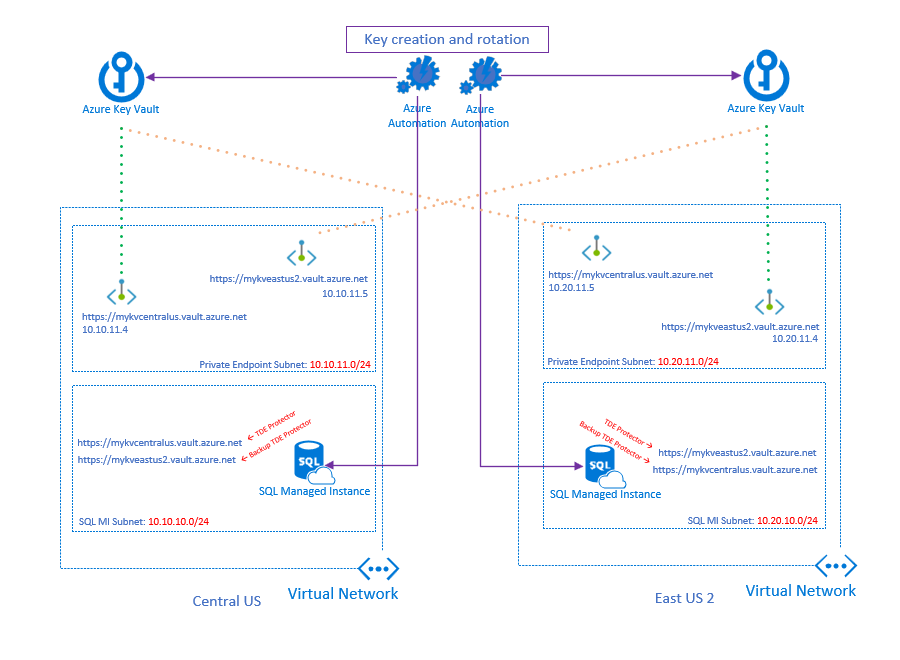 Key creation and rotation
Azure Key Vault
Azure
Automation
Azure
Automation
Azure Key Vault
https://mykveastus2.vault.azure.net
10.10.11.5
https://mykvcentralus.vault.azure.net
10.10.11.4
Private Endpoint Subnet: 10.10.11.0/24
← TDE Protector
← Backup TDE Protector
https://mykvcentralus.vault.azure.net
https://mykveastus2.vault.azure.net
SQL
SQL Managed Instance
SQL MI Subnet: 10.10.10.0/24
Central US
Virtual Network
https://mykvcentralus.vault.azure.net
10.20.11.5
https://mykveastus2.vault.azure.net
10.20.11.4
Private Endpoint Subnet: 10.20.11.0/24
TDE Protector →
Backup TDE Protector →
https://mykveastus2.vault.azure.net
https://mykvcentralus.vault.azure.net
SQL
SQL Managed Instance
SQL MI Subnet: 10.20.10.0/24
East US 2
Virtual Network